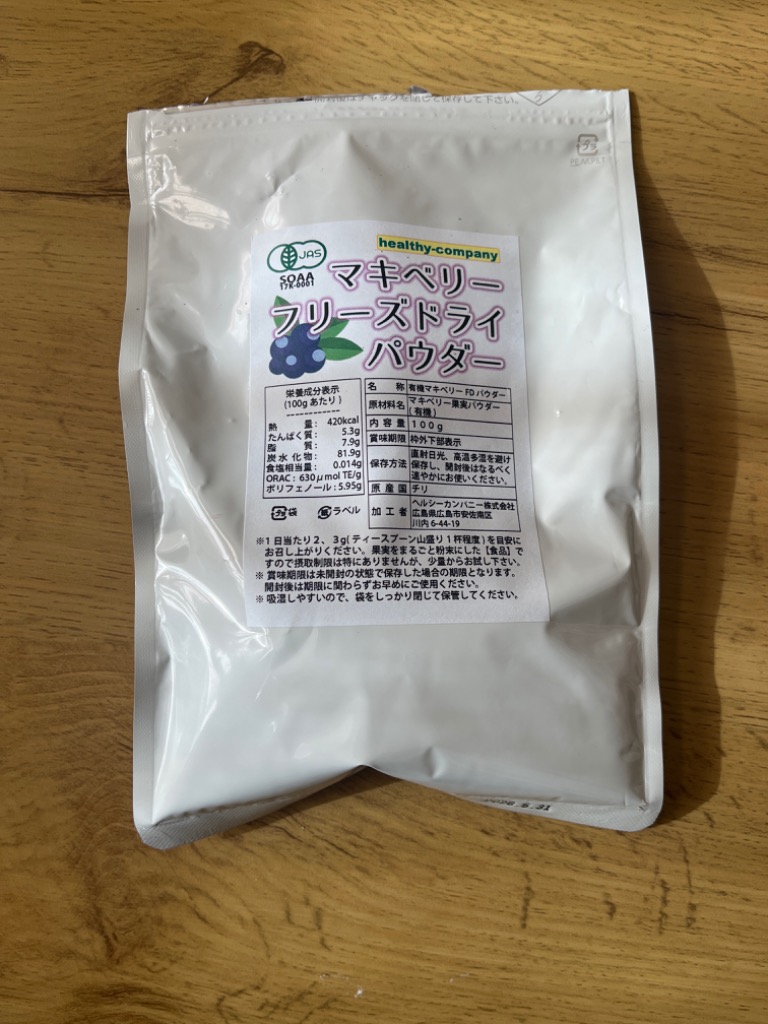 プラ
healthy-company
JAS
SOAA
17K-0001
マキベリー
フリーズドライ
パウダー
栄養成分表示
(100gあたり)
------------
熱量: 420kcal
たんぱく質: 5.3g
脂質: 7.9g
炭水化物: 81.9g
食塩相当量: 0.014g
ORAC: 630μmol TE/g
ポリフェノール: 5.95g
袋 ラベル
名称 有機マキベリーFDパウダー
原材料名 マキベリー果実パウダー
(有機)
内容量 100g
賞味期限 枠外下部表示
保存方法 直射日光、高温多湿を避け
保存し、開封後はなるべく
速やかにお使いください。
原産国 チリ
加工者 ヘルシーカンパニー株式会社
広島県広島市安佐南区
川内6-44-19
※1日当たり2、3g(ティースプーン山盛り1杯程度)を目安に
お召し上がりください。果実をまるごと粉末にした【食品】で
すので摂取制限は特にありませんが、少量からお試し下さい。
※賞味期限は未開封の状態で保存した場合の期限となります。
開封後は期限に関わらずお早めにご使用ください。
※吸湿しやすいので、袋をしっかり閉じて保管してください。